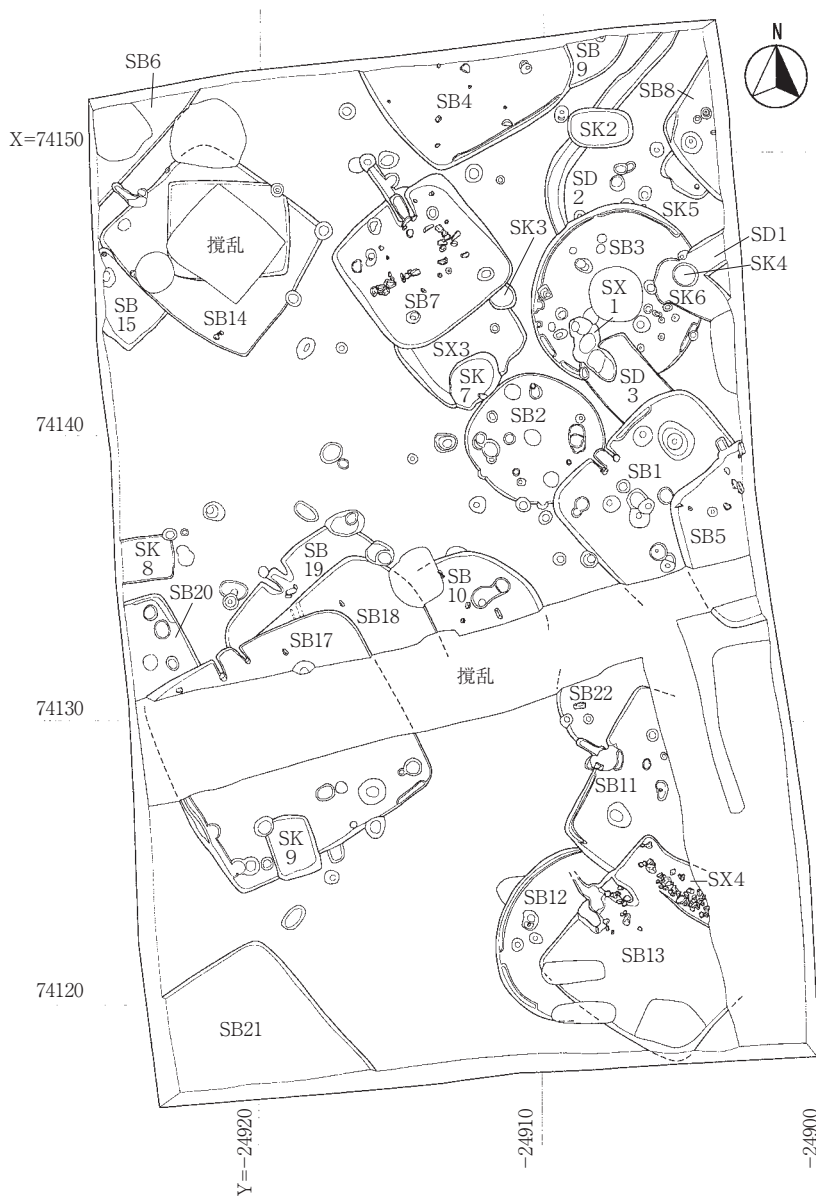 N
SB6
SB
9
SB4
SB8
X=74150
SK2
SD
2
SK5
SK3
SD1
SB3
SK4
攪乱
SX
1
SK6
SB7
SB
15
SB14
SX3
SD
3
SK
7
74140
SB2
SB1
SB5
SK
8
SB
19
SB20
SB
10
SB18
SB17
攪乱
74130
SB22
SB11
SK
9
SX4
SB12
SB13
74120
SB21
Y=-24920
-24910
-24900